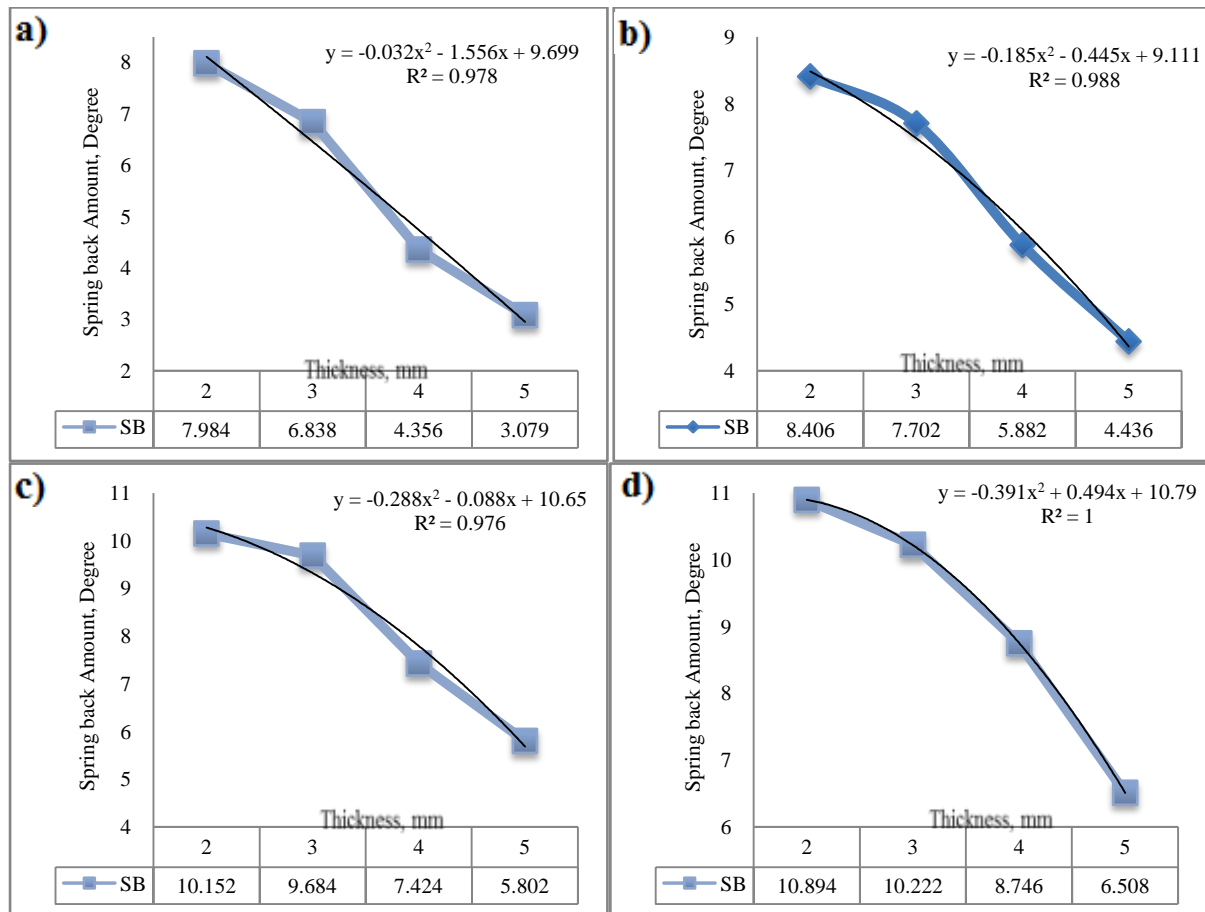 a)
y = -0.032x² - 1.556x + 9.699
R² = 0.978
Spring back Amount, Degree
8
7
6
5
4
3
2
Thickness, mm
2 3 4 5
SB 7.984 6.838 4.356 3.079
b)
y = -0.185x² - 0.445x + 9.111
R² = 0.988
Spring back Amount, Degree
9
8
7
6
5
4
Thickness, mm
2 3 4 5
SB 8.406 7.702 5.882 4.436
c)
y = -0.288x² - 0.088x + 10.65
R² = 0.976
Spring back Amount, Degree
11
10
9
8
7
6
5
4
Thickness, mm
2 3 4 5
SB 10.152 9.684 7.424 5.802
d)
y = -0.391x² + 0.494x + 10.79
R² = 1
Spring back Amount, Degree
11
10
9
8
7
6
Thickness, mm
2 3 4 5
SB 10.894 10.222 8.746 6.508